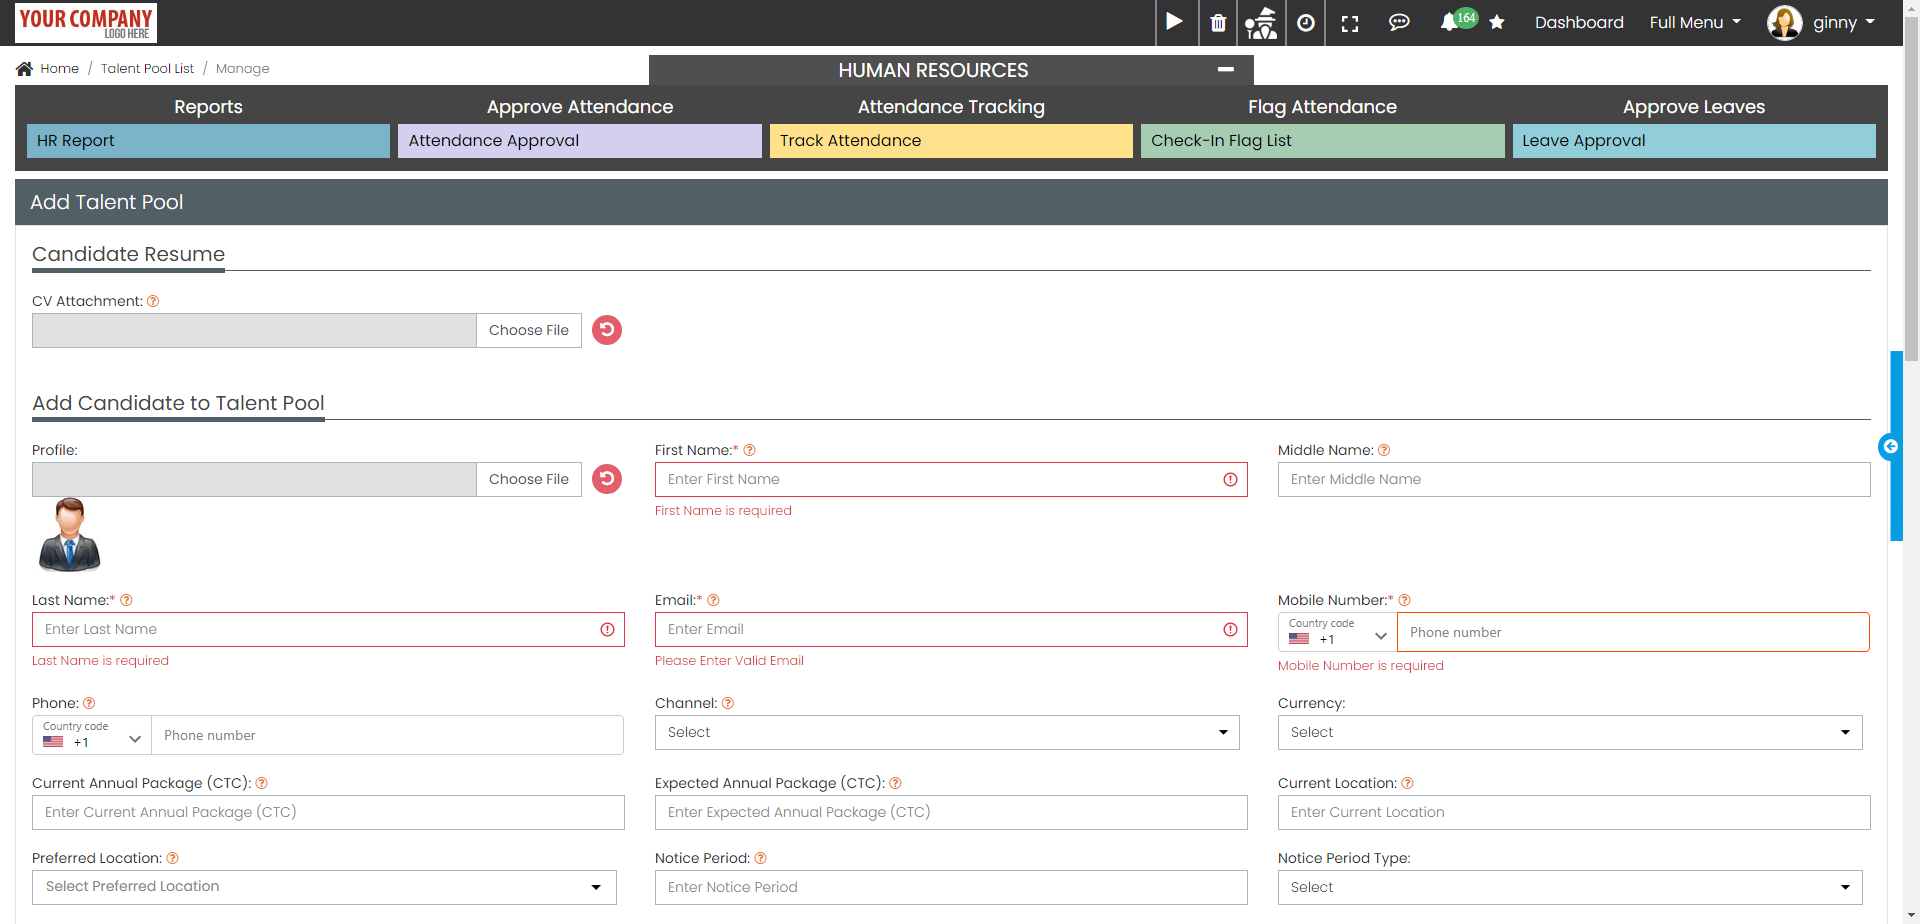 YOUR COMPANY
LOGO HERE
164
Dashboard
Full Menu
ginny
Home / Talent Pool List / Manage
HUMAN RESOURCES
Reports
Approve Attendance
Attendance Tracking
Flag Attendance
Approve Leaves
HR Report
Attendance Approval
Track Attendance
Check-In Flag List
Leave Approval
Add Talent Pool
Candidate Resume
CV Attachment:
Choose File
Add Candidate to Talent Pool
Profile:
First Name:*
Middle Name:
Choose File
Enter First Name
Enter Middle Name
First Name is required
Last Name:*
Email:*
Mobile Number:*
Enter Last Name
Enter Email
Country code
+1
Phone number
Last Name is required
Please Enter Valid Email
Mobile Number is required
Phone:
Channel:
Currency:
Country code
+1
Phone number
Select
Select
Current Annual Package (CTC):
Expected Annual Package (CTC):
Current Location:
Enter Current Annual Package (CTC)
Enter Expected Annual Package (CTC)
Enter Current Location
Preferred Location:
Notice Period:
Notice Period Type:
Select Preferred Location
Enter Notice Period
Select